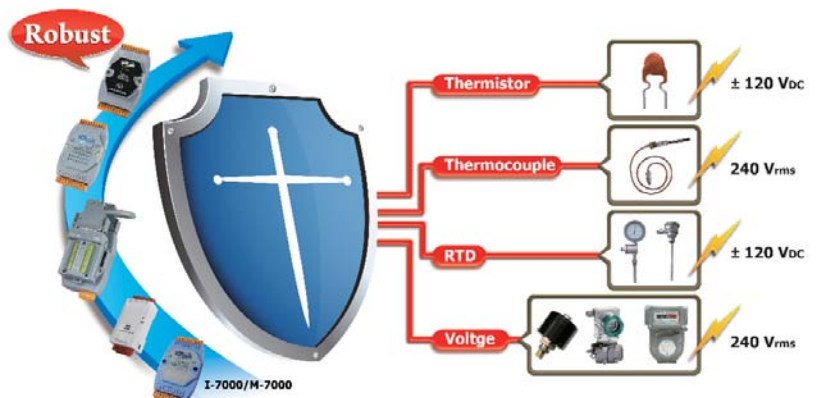 Robust
Thermistor
± 120 VDC
Thermocouple
240 Vrms
RTD
± 120 VDC
Voltge
240 Vrms
I-7000/M-7000